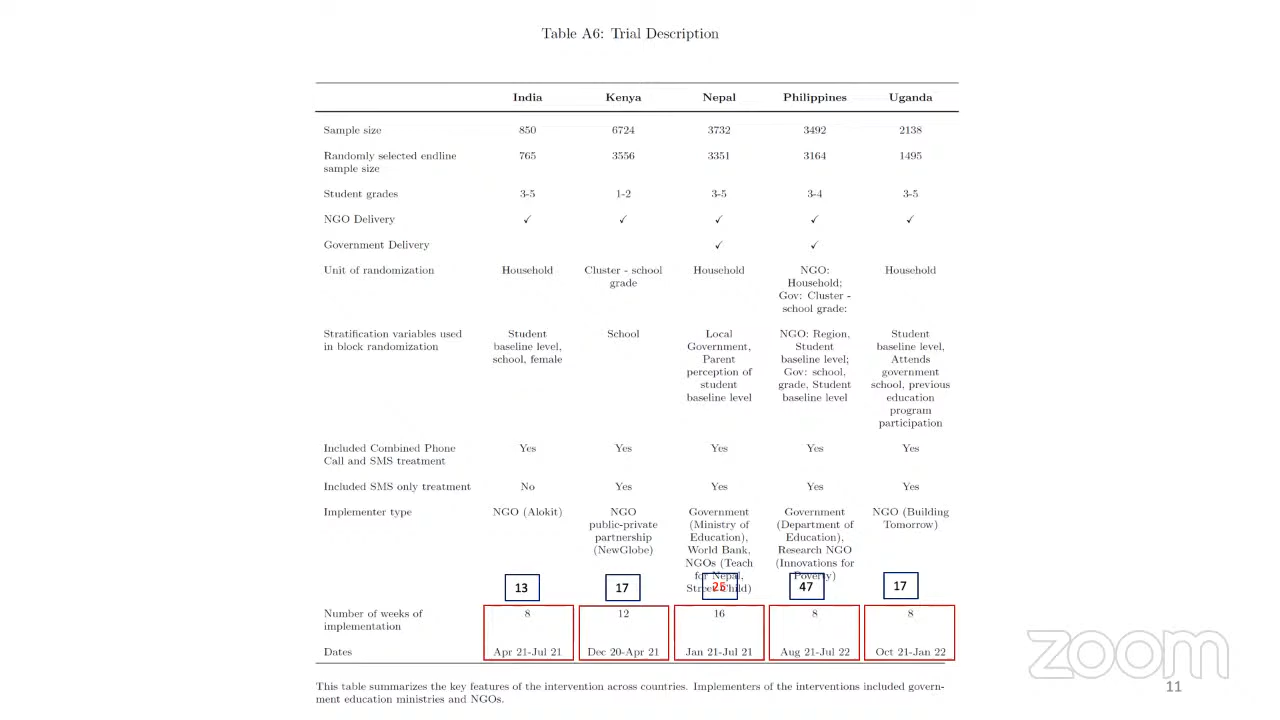 Table A6: Trial Description
India Kenya Nepal Philippines Uganda
Sample size 850 6724 3732 3492 2138
Randomly selected endline 765 3556 3351 3164 1495
sample size
Student grades 3-5 1-2 3-5 3-4 3-5
NGO Delivery ✓ ✓ ✓ ✓ ✓
Government Delivery ✓ ✓
Unit of randomization Household Cluster - school Household NGO: Household
grade Household;
Gov: Cluster -
school grade:
Stratification variables used Student School Local NGO: Region, Student
in block randomization baseline level, Government, Student baseline level,
school, female Parent baseline level; Attends
perception of Gov: school, government
student grade, Student school, previous
baseline level baseline level education
program
participation
Included Combined Phone Yes Yes Yes Yes Yes
Call and SMS treatment
Included SMS only treatment No Yes Yes Yes Yes
Implementer type NGO (Alokit) NGO Government Government NGO (Building
public-private (Ministry of (Department of Tomorrow)
partnership Education), Education),
(NewGlobe) World Bank, Research NGO
NGOs (Teach (Innovations for
for Nepal, Poverty)
Street Child)
13 17 47 17
Number of weeks of 8 12 16 8 8
implementation
Dates Apr 21-Jul 21 Dec 20-Apr 21 Jan 21-Jul 21 Aug 21-Jul 22 Oct 21-Jan 22
This table summarizes the key features of the intervention across countries. Implementers of the interventions included govern-
ment education ministries and NGOs.
zoom
11